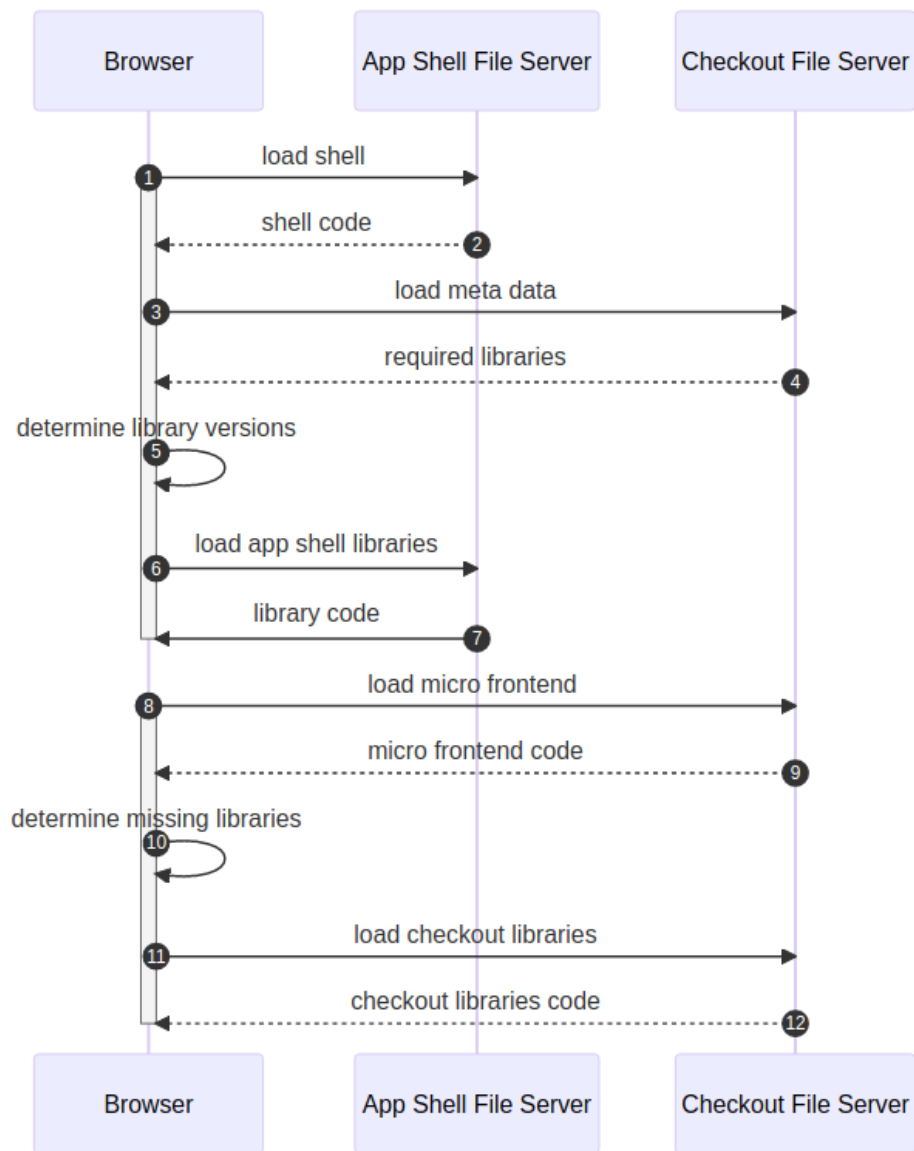 Browser
App Shell File Server
Checkout File Server
load shell
1
shell code
2
load meta data
3
required libraries
4
determine library versions
5
load app shell libraries
6
library code
7
load micro frontend
8
micro frontend code
9
determine missing libraries
10
load checkout libraries
11
checkout libraries code
12
Browser
App Shell File Server
Checkout File Server